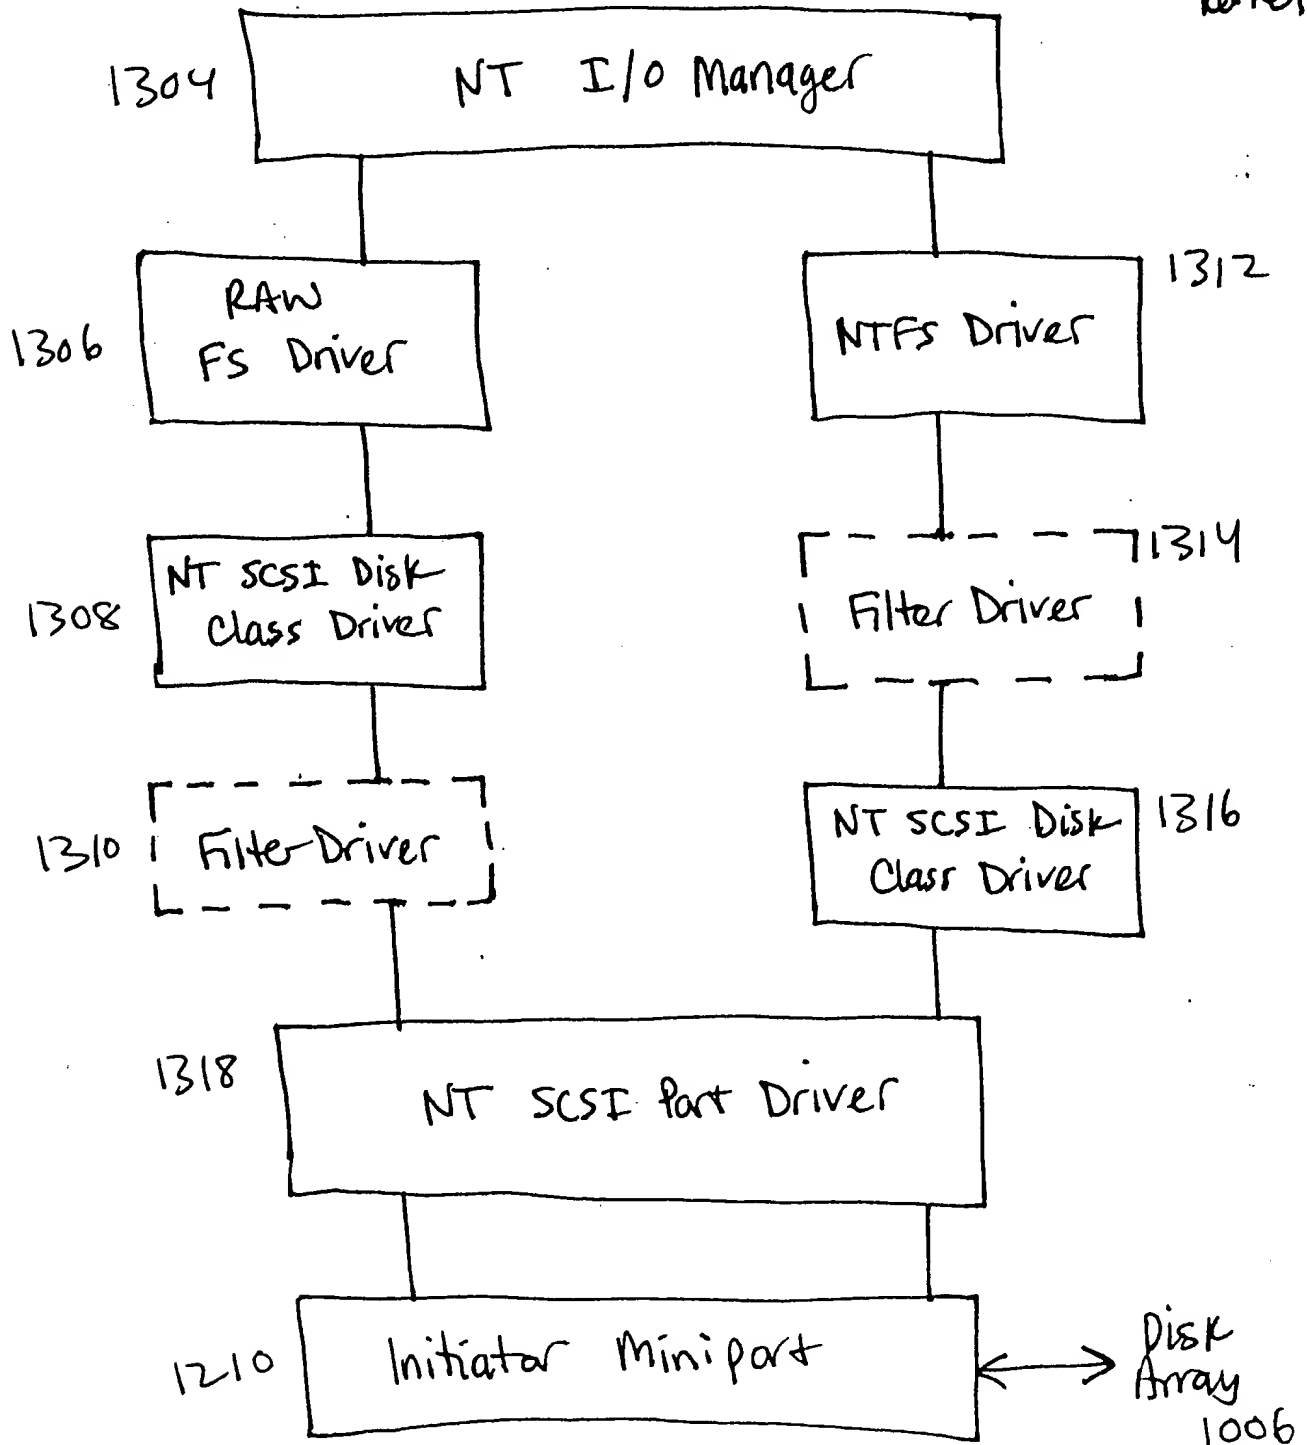 1304
NT I/O Manager
1306
RAW
FS Driver
NTFS Driver
1312
1308
NT SCSI Disk
Class Driver
Filter Driver
1314
1310
Filter Driver
NT SCSI Disk
Class Driver
1316
1318
NT SCSI Port Driver
1210
Initiator Miniport
Disk
Array
1006